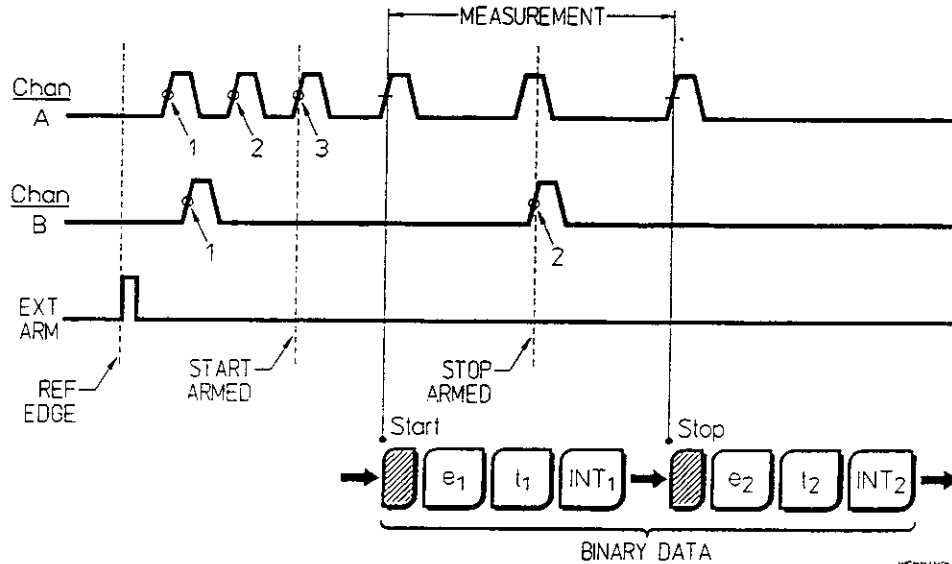 MEASUREMENT
Chan
A
1
2
3
Chan
B
1
2
EXT
ARM
REF
EDGE
START
ARMED
STOP
ARMED
Start
Stop
e1
t1
INT1
e2
t2
INT2
BINARY DATA